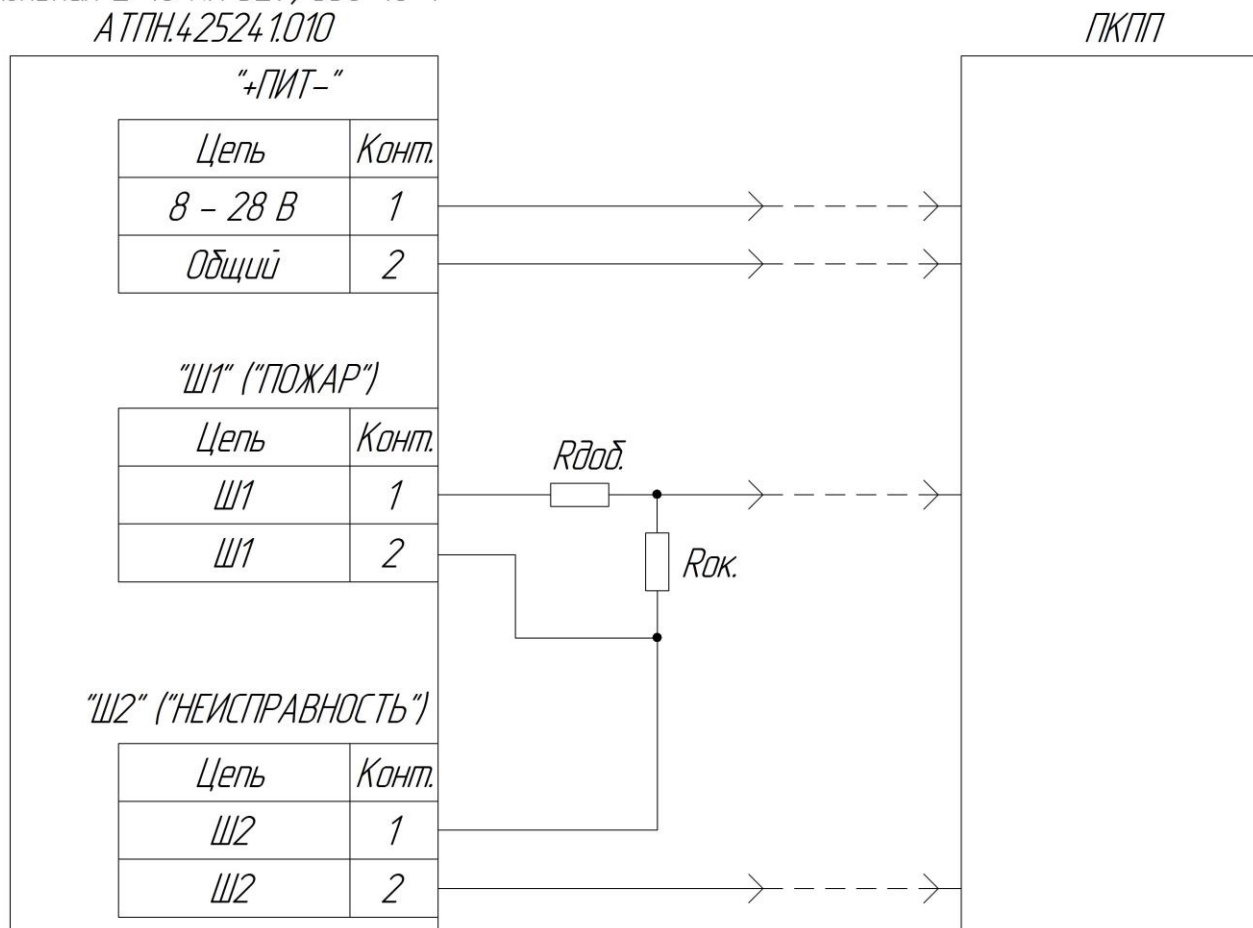 АТПН.425241.010
ПКПП
"+ПИТ–"
Цепь Конт.
8 – 28 В 1
Общий 2
"Ш1" ("ПОЖАР")
Цепь Конт.
Ш1 1
Ш1 2
Rдоб.
Rок.
"Ш2" ("НЕИСПРАВНОСТЬ")
Цепь Конт.
Ш2 1
Ш2 2